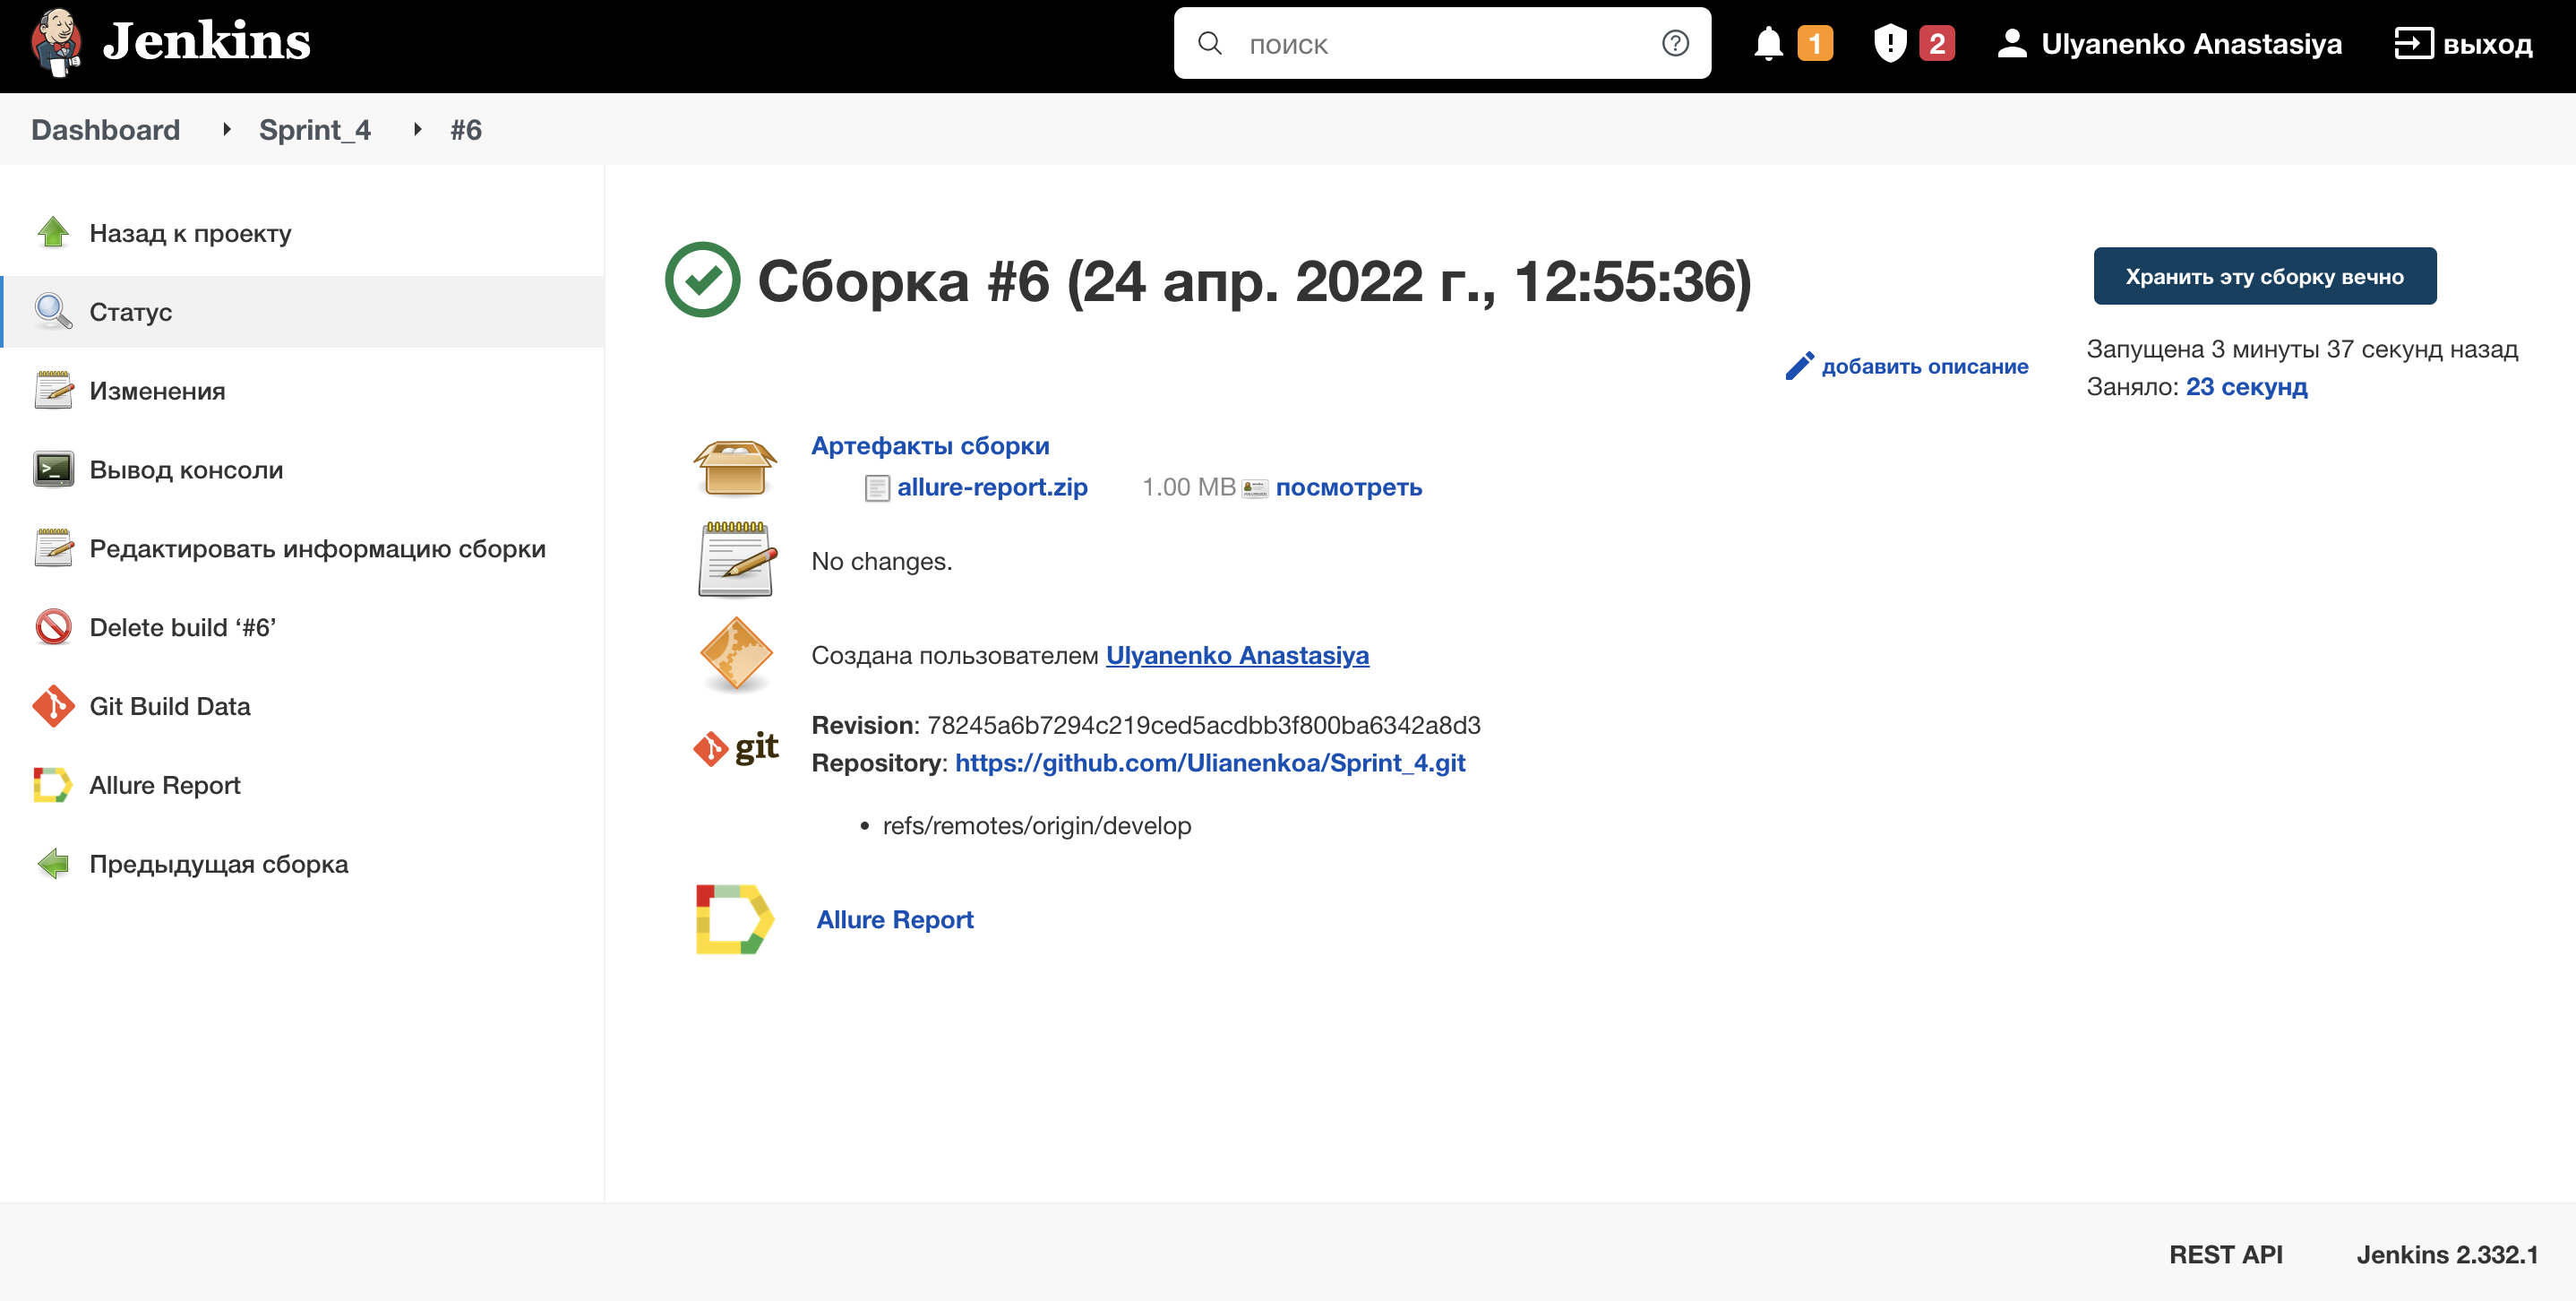 Jenkins
поиск
1
2
Ulyanenko Anastasiya
выход
Dashboard
Sprint_4
#6
Назад к проекту
Статус
Изменения
Вывод консоли
Редактировать информацию сборки
Delete build ‘#6’
Git Build Data
Allure Report
Предыдущая сборка
Сборка #6 (24 апр. 2022 г., 12:55:36)
Хранить эту сборку вечно
добавить описание
Запущена 3 минуты 37 секунд назад
Заняло: 23 секунд
Артефакты сборки
allure-report.zip 1.00 MB посмотреть
No changes.
Создана пользователем Ulyanenko Anastasiya
git
Revision: 78245a6b7294c219ced5acdbb3f800ba6342a8d3
Repository: https://github.com/Ulianenkoa/Sprint_4.git
• refs/remotes/origin/develop
Allure Report
REST API
Jenkins 2.332.1